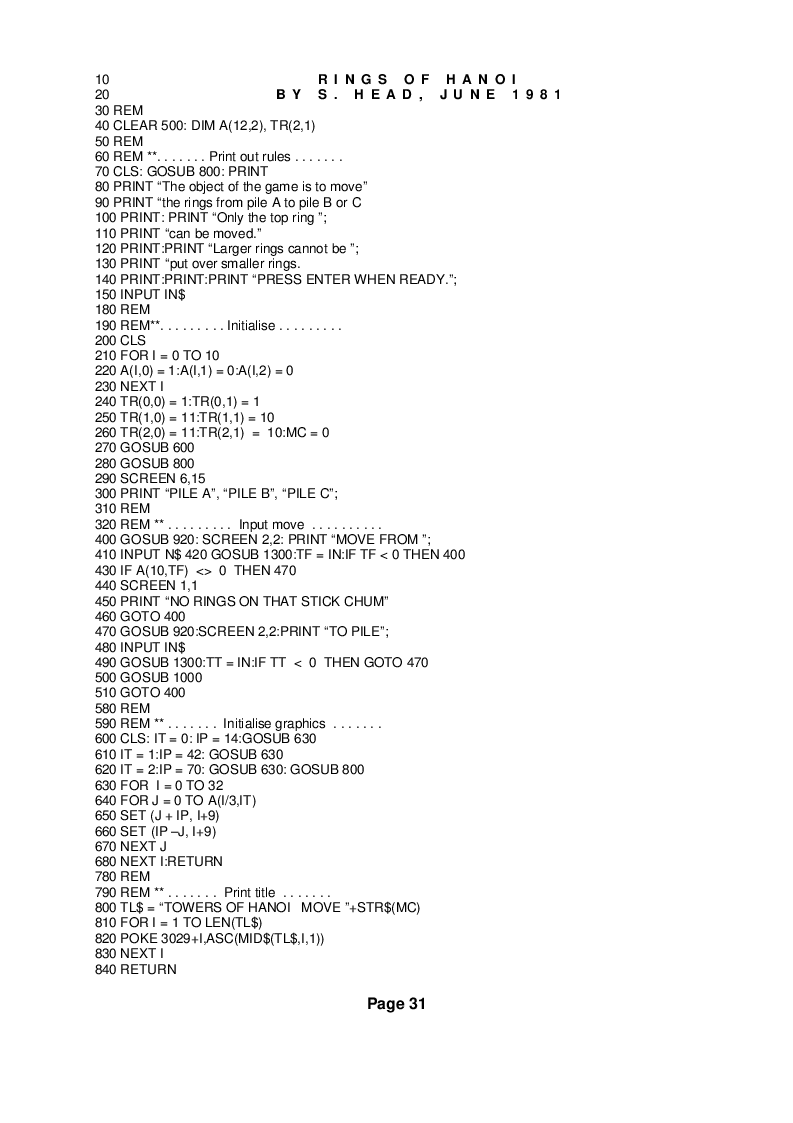 10 RINGS OF HANOI
20 BY S. HEAD, JUNE 1981
30 REM
40 CLEAR 500: DIM A(12,2), TR(2,1)
50 REM
60 REM **. . . . . . . Print out rules . . . . . . .
70 CLS: GOSUB 800: PRINT
80 PRINT “The object of the game is to move”
90 PRINT “the rings from pile A to pile B or C
100 PRINT: PRINT “Only the top ring ”;
110 PRINT “can be moved.”
120 PRINT:PRINT “Larger rings cannot be ”;
130 PRINT “put over smaller rings.
140 PRINT:PRINT:PRINT “PRESS ENTER WHEN READY.”;
150 INPUT IN$
180 REM
190 REM**. . . . . . . . . Initialise . . . . . . . . .
200 CLS
210 FOR I = 0 TO 10
220 A(I,0) = 1:A(I,1) = 0:A(I,2) = 0
230 NEXT I
240 TR(0,0) = 1:TR(0,1) = 1
250 TR(1,0) = 11:TR(1,1) = 10
260 TR(2,0) = 11:TR(2,1) = 10:MC = 0
270 GOSUB 600
280 GOSUB 800
290 SCREEN 6,15
300 PRINT “PILE A”, “PILE B”, “PILE C”;
310 REM
320 REM ** . . . . . . . . . Input move . . . . . . . . . .
400 GOSUB 920: SCREEN 2,2: PRINT “MOVE FROM ”;
410 INPUT N$ 420 GOSUB 1300:TF = IN:IF TF < 0 THEN 400
430 IF A(10,TF) <> 0 THEN 470
440 SCREEN 1,1
450 PRINT “NO RINGS ON THAT STICK CHUM”
460 GOTO 400
470 GOSUB 920:SCREEN 2,2:PRINT “TO PILE”;
480 INPUT IN$
490 GOSUB 1300:TT = IN:IF TT < 0 THEN GOTO 470
500 GOSUB 1000
510 GOTO 400
580 REM
590 REM ** . . . . . . . Initialise graphics . . . . . . .
600 CLS: IT = 0: IP = 14:GOSUB 630
610 IT = 1:IP = 42: GOSUB 630
620 IT = 2:IP = 70: GOSUB 630: GOSUB 800
630 FOR I = 0 TO 32
640 FOR J = 0 TO A(I/3,IT)
650 SET (J + IP, I+9)
660 SET (IP –J, I+9)
670 NEXT J
680 NEXT I:RETURN
780 REM
790 REM ** . . . . . . . Print title . . . . . . .
800 TL$ = “TOWERS OF HANOI MOVE ”+STR$(MC)
810 FOR I = 1 TO LEN(TL$)
820 POKE 3029+I,ASC(MID$(TL$,I,1))
830 NEXT I
840 RETURN
Page 31